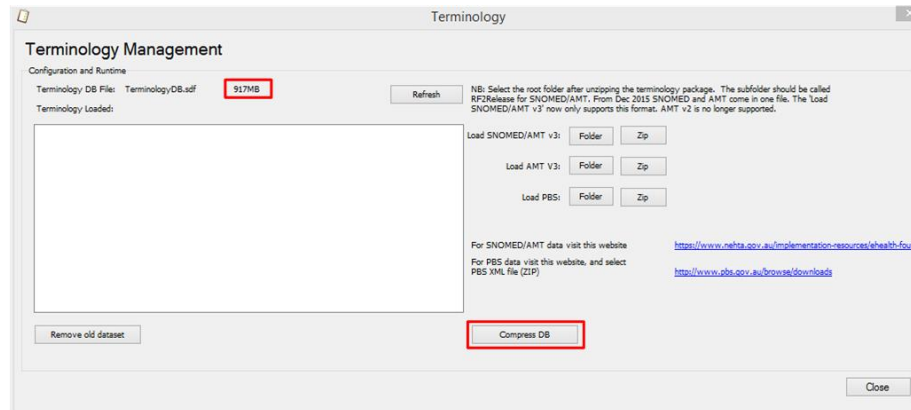 Terminology
Terminology Management
Configuration and Runtime
Terminology DB File: TerminologyDB.sdf 917MB
Refresh
Terminology Loaded:
NB: Select the root folder after unzipping the terminology package. The subfolder should be called
RF2Release for SNOMED/AMT. From Dec 2015 SNOMED and AMT come in one file. The 'Load
SNOMED/AMT v3' now only supports this format. AMT v2 is no longer supported.
Load SNOMED/AMT v3: Folder Zip
Load AMT V3: Folder Zip
Load PBS: Folder Zip
For SNOMED/AMT data visit this website https://www.nehta.gov.au/implementation-resources/ehealth-fou
For PBS data visit this website, and select
PBS XML file (ZIP) http://www.pbs.gov.au/browse/downloads
Remove old dataset
Compress DB
Close